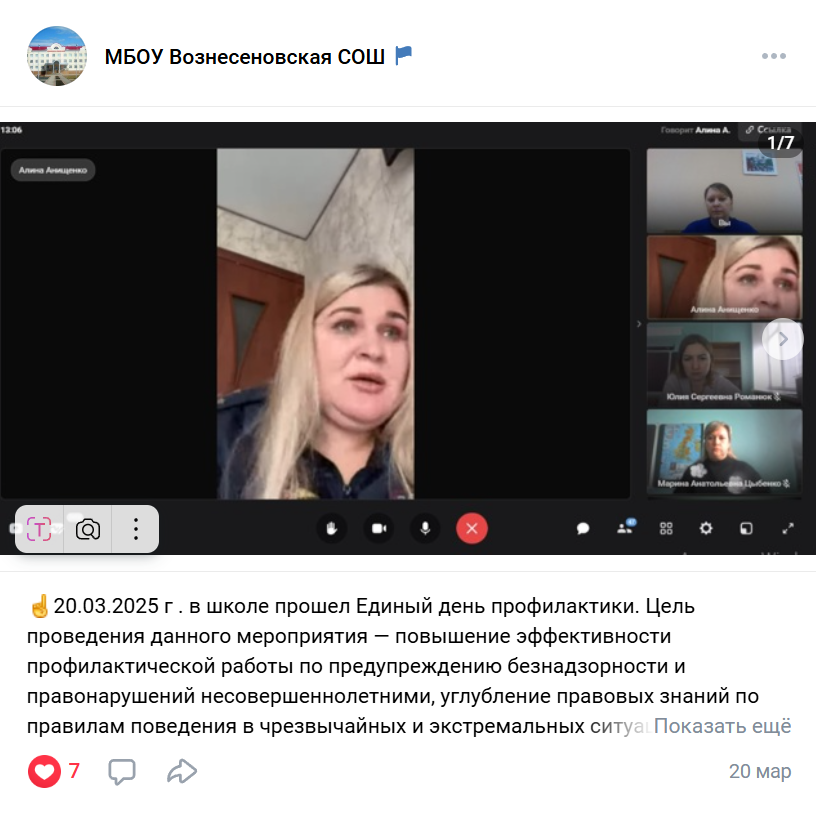 МБОУ Вознесеновская СОШ
13:06
Говорит Алина А.
Ссылка
1/7
Алина Анищенко
Вы
Алина Анищенко
Юлия Сергеевна Романюк
Марина Анатольевна Цыбенко
☝20.03.2025 г . в школе прошел Единый день профилактики. Цель
проведения данного мероприятия — повышение эффективности
профилактической работы по предупреждению безнадзорности и
правонарушений несовершеннолетними, углубление правовых знаний по
правилам поведения в чрезвычайных и экстремальных ситуа Показать ещё
7
20 мар